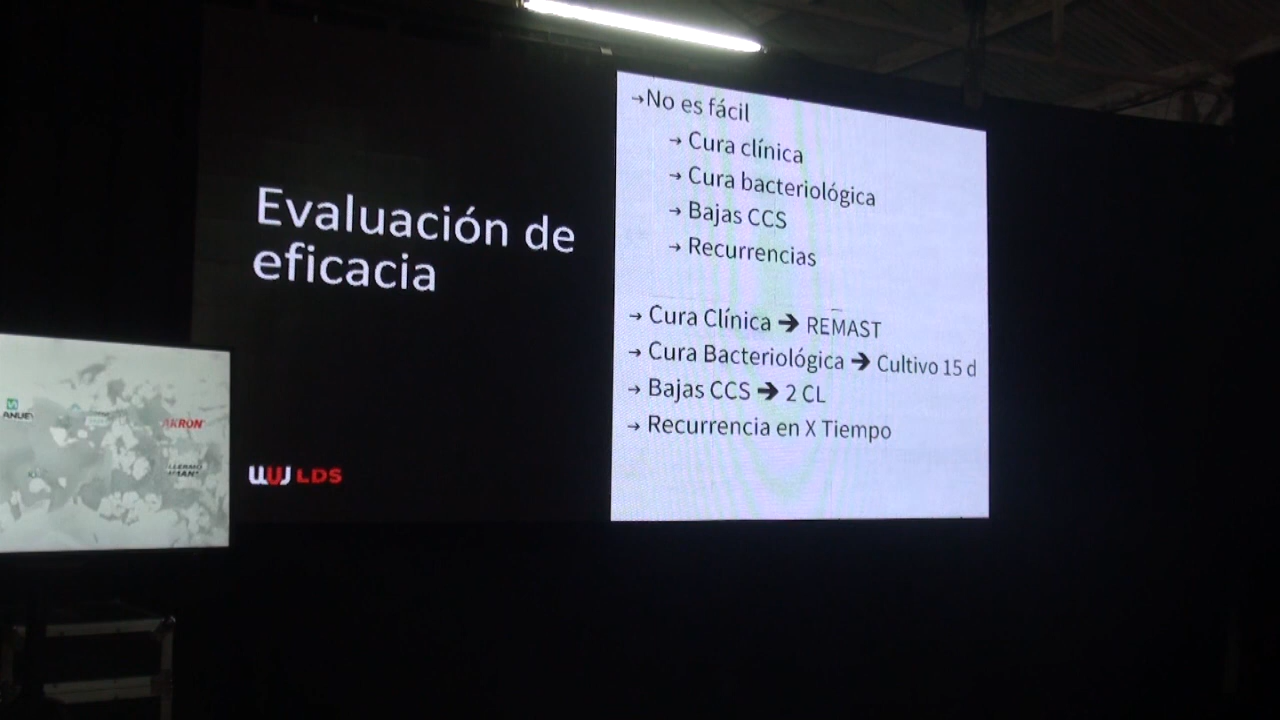 Evaluación de
eficacia
LDS
→No es fácil
→ Cura clínica
→ Cura bacteriológica
→ Bajas CCS
→ Recurrencias
→ Cura Clínica → REMAST
→ Cura Bacteriológica → Cultivo 15 d
→ Bajas CCS → 2 CL
→ Recurrencia en X Tiempo
AKRON